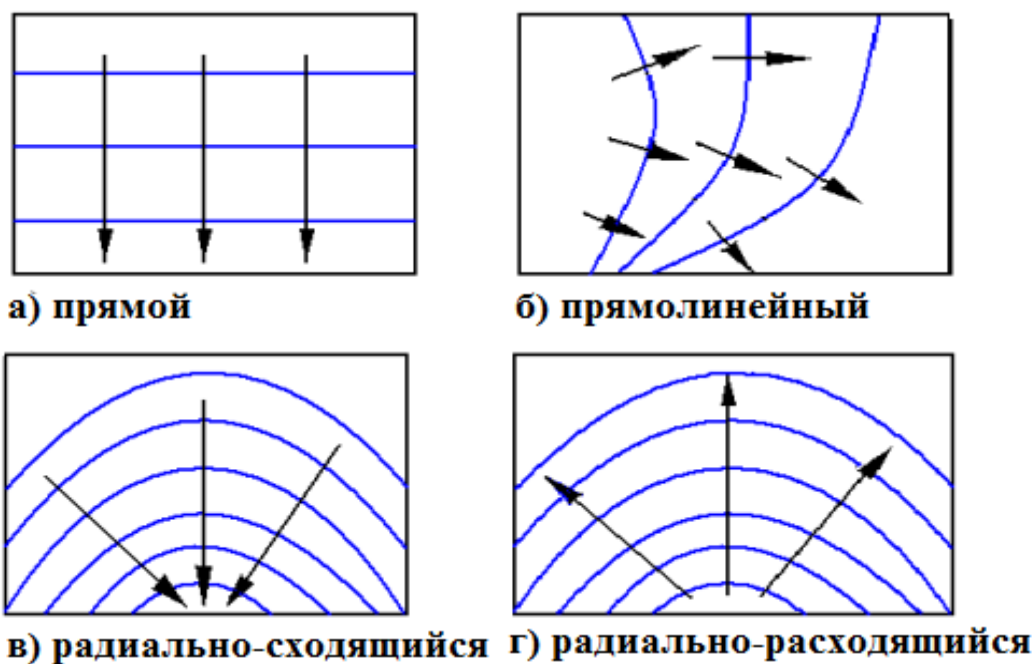 а) прямой
б) прямолинейный
в) радиально-сходящийся
г) радиально-расходящийся